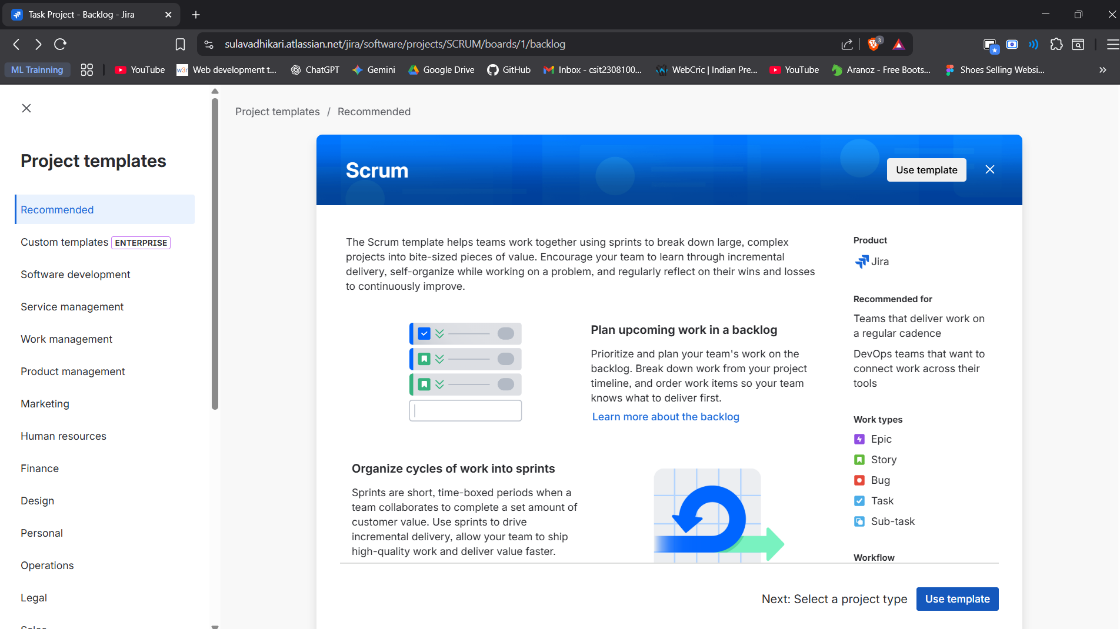 Task Project - Backlog - Jira
sulavadhikari.atlassian.net/jira/software/projects/SCRUM/boards/1/backlog
3
ML Trainning
YouTube
Web development t...
ChatGPT
Gemini
Google Drive
GitHub
Inbox - csit2308100...
WebCric | Indian Pre...
YouTube
Aranoz - Free Boots...
Shoes Selling Websi...
Project templates
Recommended
Custom templates ENTERPRISE
Software development
Service management
Work management
Product management
Marketing
Human resources
Finance
Design
Personal
Operations
Legal
Sales
Project templates / Recommended
Scrum
Use template
The Scrum template helps teams work together using sprints to break down large, complex
projects into bite-sized pieces of value. Encourage your team to learn through incremental
delivery, self-organize while working on a problem, and regularly reflect on their wins and losses
to continuously improve.
Plan upcoming work in a backlog
Prioritize and plan your team's work on the
backlog. Break down work from your project
timeline, and order work items so your team
knows what to deliver first.
Learn more about the backlog
Organize cycles of work into sprints
Sprints are short, time-boxed periods when a
team collaborates to complete a set amount of
customer value. Use sprints to drive
incremental delivery, allow your team to ship
high-quality work and deliver value faster.
Product
Jira
Recommended for
Teams that deliver work on
a regular cadence
DevOps teams that want to
connect work across their
tools
Work types
Epic
Story
Bug
Task
Sub-task
Workflow
Next: Select a project type
Use template